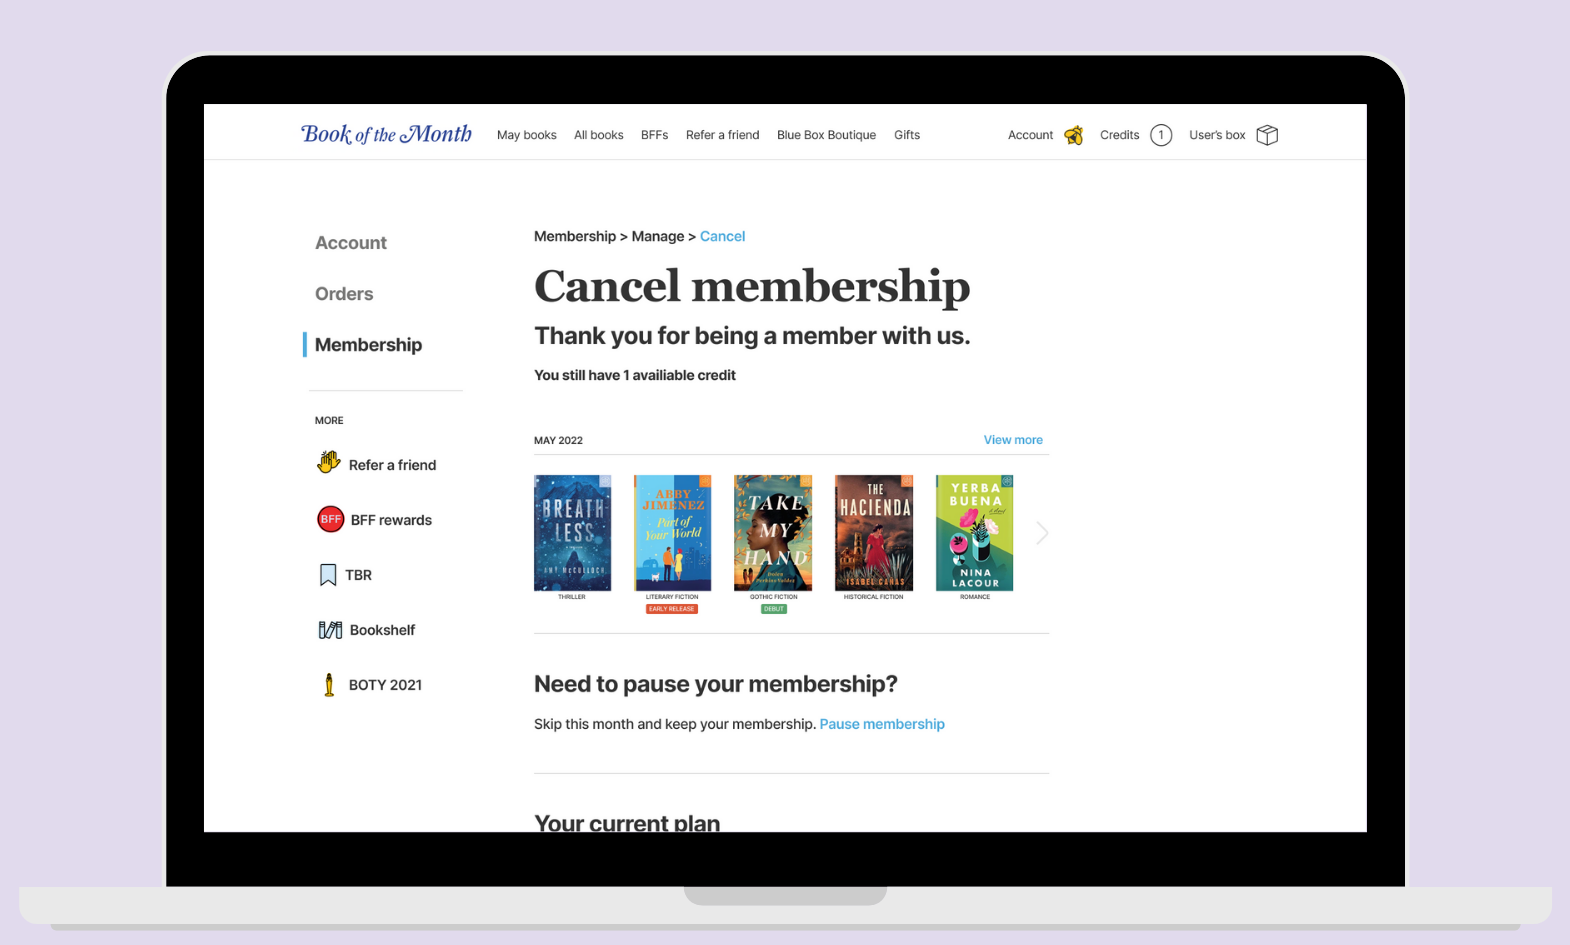 Book of the Month
May books
All books
BFFs
Refer a friend
Blue Box Boutique
Gifts
Account
Credits
1
User's box
Account
Orders
Membership
MORE
Refer a friend
BFF
BFF rewards
TBR
Bookshelf
BOTY 2021
Membership > Manage > Cancel
Cancel membership
Thank you for being a member with us.
You still have 1 availiable credit
MAY 2022
View more
BREATH
LESS
AMY McCULLOCH
THRILLER
ABBY
JIMENEZ
Part of
Your World
LITERARY FICTION
EARLY RELEASE
TAKE
MY
HAND
Dolen
Perkins-Valdez
GOTHIC FICTION
DEBUT
THE
HACIENDA
ISABEL CAÑAS
HISTORICAL FICTION
YERBA
BUENA
NINA
LACOUR
ROMANCE
Need to pause your membership?
Skip this month and keep your membership. Pause membership
Your current plan